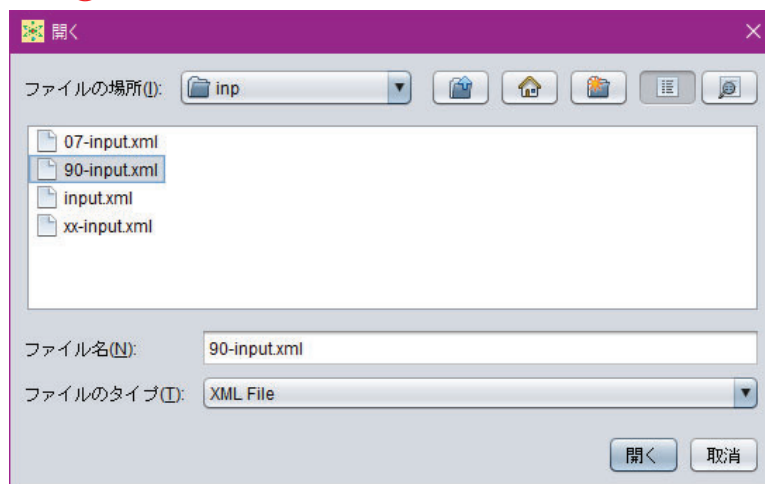 開く
ファイルの場所(I): inp
07-input.xml
90-input.xml
input.xml
xx-input.xml
ファイル名(N): 90-input.xml
ファイルのタイプ(T): XML File
開く 取消